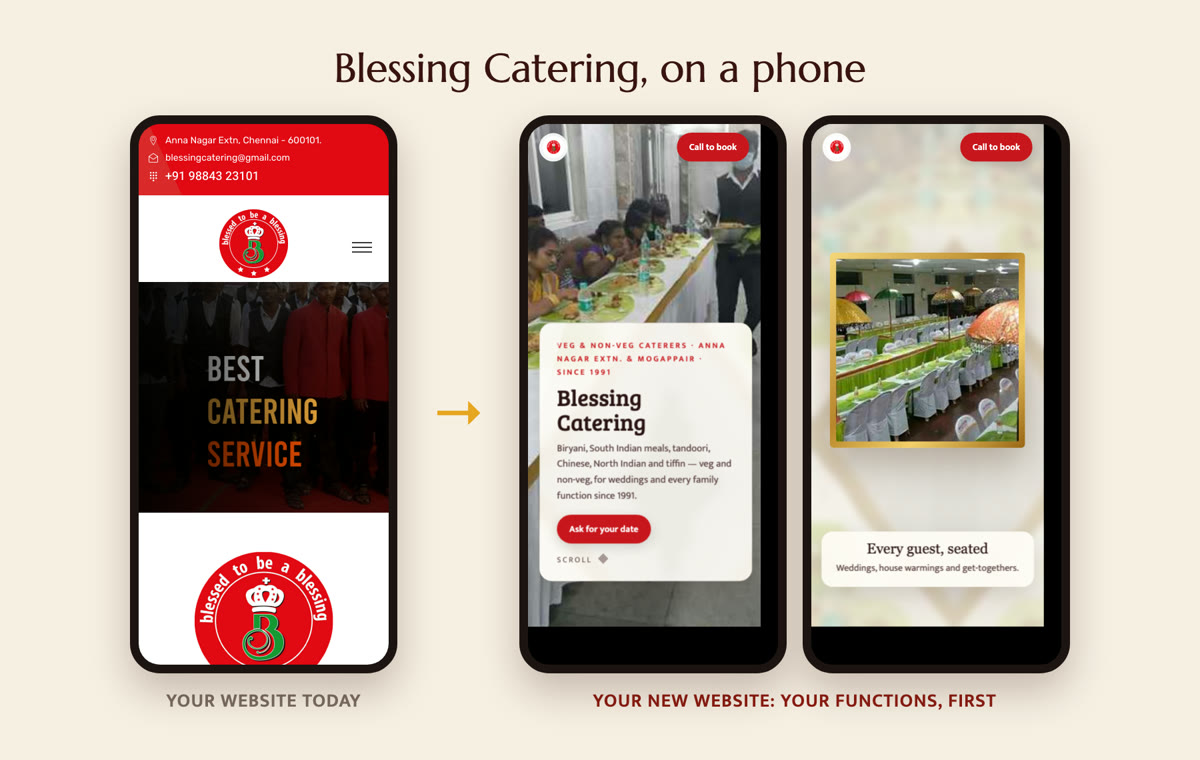 Blessing Catering, on a phone
Anna Nagar Extn, Chennai - 600101.
blessingcatering@gmail.com
+91 98843 23101
blessed to be a blessing
B
BEST
CATERING
SERVICE
blessed to be a blessing
B
YOUR WEBSITE TODAY
Call to book
VEG & NON-VEG CATERERS · ANNA
NAGAR EXTN. & MOGAPPAIR ·
SINCE 1991
Blessing
Catering
Biryani, South Indian meals, tandoori,
Chinese, North Indian and tiffin — veg and
non-veg, for weddings and every family
function since 1991.
Ask for your date
SCROLL
Call to book
Every guest, seated
Weddings, house warmings and get-togethers.
YOUR NEW WEBSITE: YOUR FUNCTIONS, FIRST